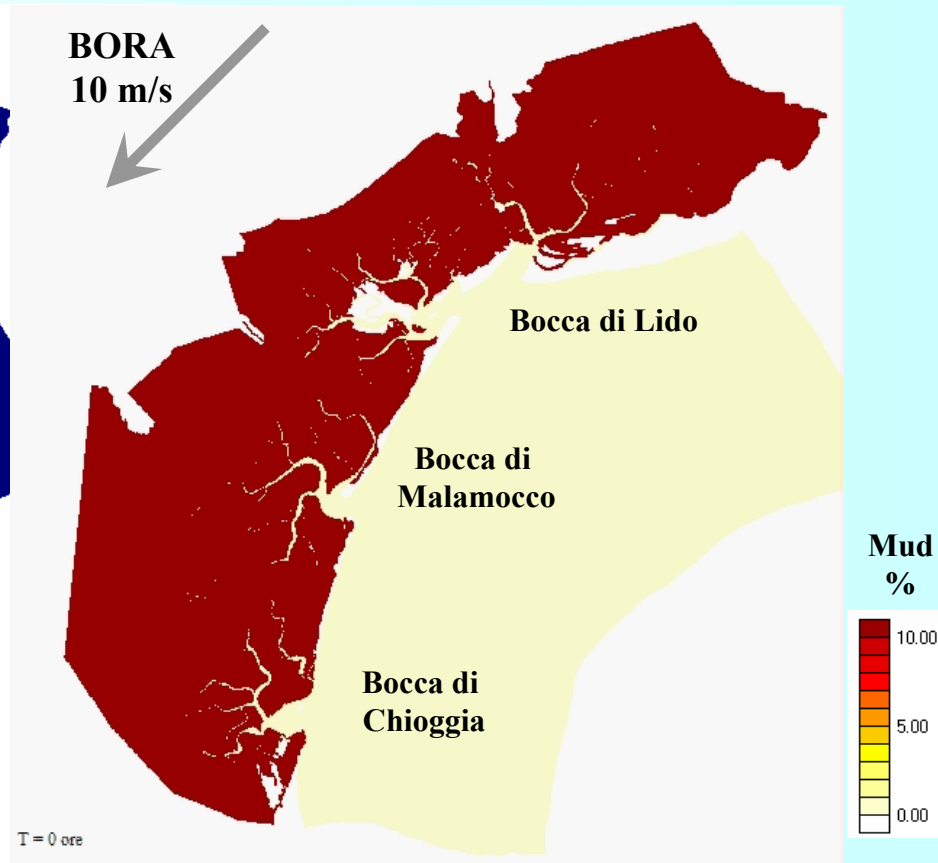 BORA
10 m/s
Bocca di Lido
Bocca di
Malamocco
Bocca di
Chioggia
Mud
%
10.00
5.00
0.00
T = 0 ore